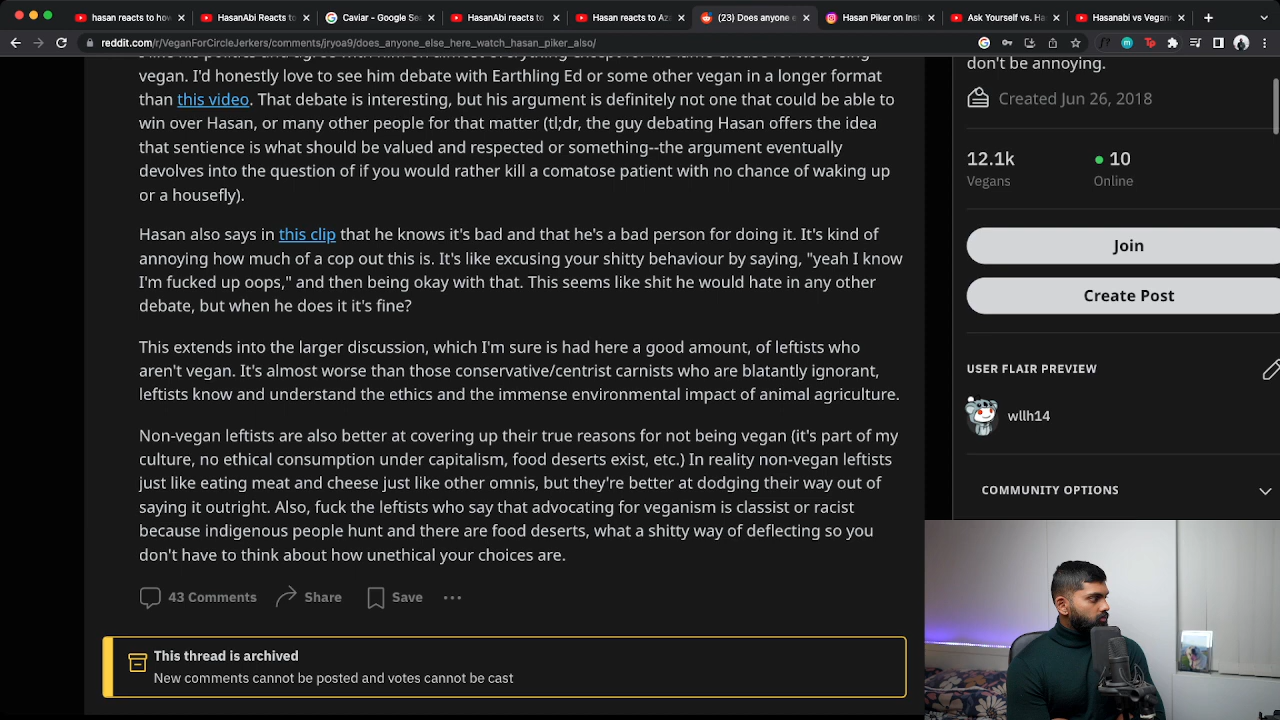 hasan reacts to how
HasanAbi Reacts to
Caviar - Google Se
HasanAbi reacts to
Hasan reacts to Az
(23) Does anyone e
Hasan Piker on Inst
Ask Yourself vs. Ha
Hasanabi vs Vegan
reddit.com/r/VeganForCircleJerkers/comments/jryoa9/does_anyone_else_here_watch_hasan_piker_also/
vegan. I'd honestly love to see him debate with Earthling Ed or some other vegan in a longer format
than this video. That debate is interesting, but his argument is definitely not one that could be able to
win over Hasan, or many other people for that matter (tl;dr, the guy debating Hasan offers the idea
that sentience is what should be valued and respected or something--the argument eventually
devolves into the question of if you would rather kill a comatose patient with no chance of waking up
or a housefly).
Hasan also says in this clip that he knows it's bad and that he's a bad person for doing it. It's kind of
annoying how much of a cop out this is. It's like excusing your shitty behaviour by saying, "yeah I know
I'm fucked up oops," and then being okay with that. This seems like shit he would hate in any other
debate, but when he does it it's fine?
This extends into the larger discussion, which I'm sure is had here a good amount, of leftists who
aren't vegan. It's almost worse than those conservative/centrist carnists who are blatantly ignorant,
leftists know and understand the ethics and the immense environmental impact of animal agriculture.
Non-vegan leftists are also better at covering up their true reasons for not being vegan (it's part of my
culture, no ethical consumption under capitalism, food deserts exist, etc.) In reality non-vegan leftists
just like eating meat and cheese just like other omnis, but they're better at dodging their way out of
saying it outright. Also, fuck the leftists who say that advocating for veganism is classist or racist
because indigenous people hunt and there are food deserts, what a shitty way of deflecting so you
don't have to think about how unethical your choices are.
43 Comments
Share
Save
This thread is archived
New comments cannot be posted and votes cannot be cast
don't be annoying.
Created Jun 26, 2018
12.1k
10
Vegans
Online
Join
Create Post
USER FLAIR PREVIEW
wllh14
COMMUNITY OPTIONS